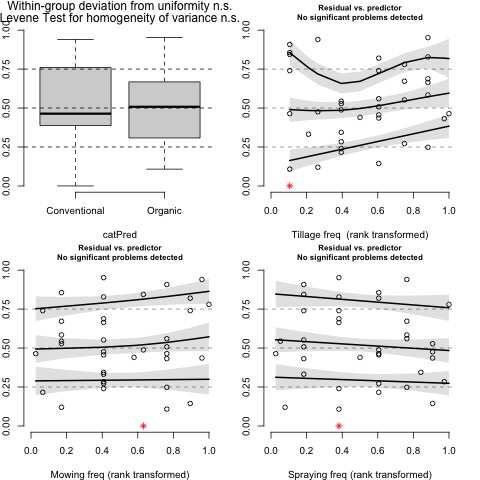 Within-group deviation from uniformity n.s.
Levene Test for homogeneity of variance n.s.
0.00 0.25 0.50 0.75 1.00
Conventional Organic
catPred
Residual vs. predictor
No significant problems detected
0.00 0.25 0.50 0.75 1.00
0.0 0.2 0.4 0.6 0.8 1.0
Tillage freq (rank transformed)
Residual vs. predictor
No significant problems detected
0.00 0.25 0.50 0.75 1.00
0.0 0.2 0.4 0.6 0.8 1.0
Mowing freq (rank transformed)
Residual vs. predictor
No significant problems detected
0.00 0.25 0.50 0.75 1.00
0.0 0.2 0.4 0.6 0.8 1.0
Spraying freq (rank transformed)